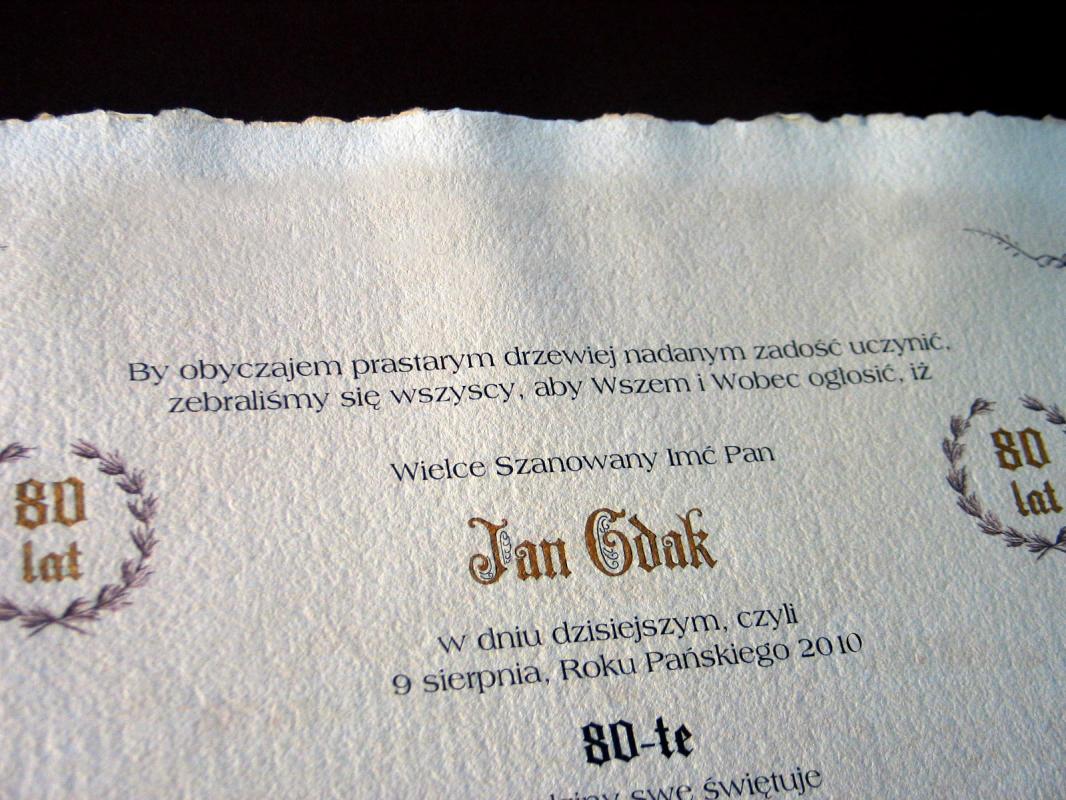 By obyczajem prastarym drzewiej nadanym zadość uczynić,
zebraliśmy się wszyscy, aby Wszem i Wobec ogłosić, iż
Wielce Szanowany Imć Pan
80
lat
80
lat
Jan Gdak
w dniu dzisiejszym, czyli
9 sierpnia, Roku Pańskiego 2010
80-te
swe świętuje